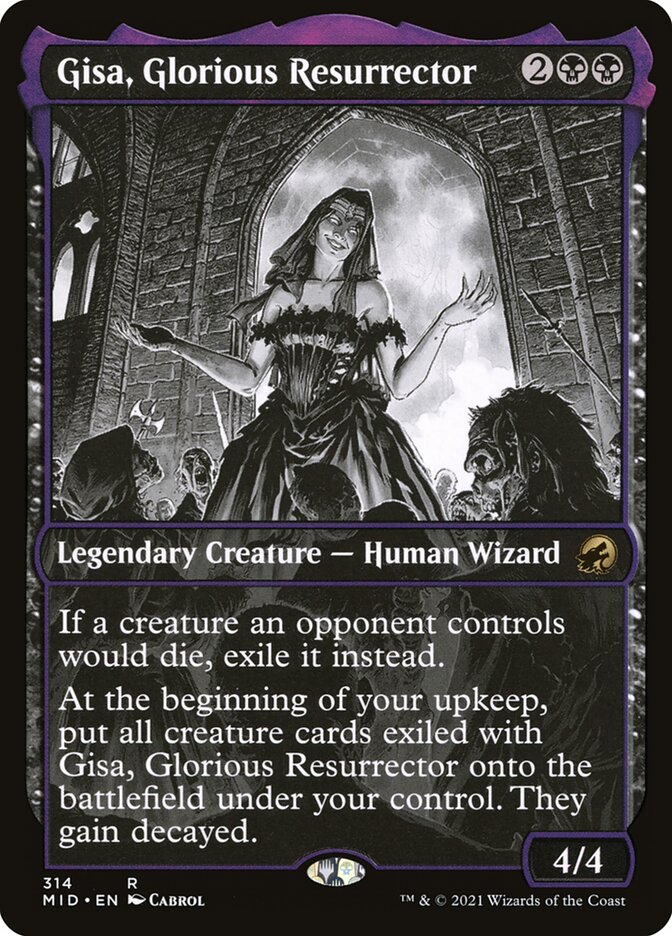 Gisa, Glorious Resurrector 2
Legendary Creature — Human Wizard
If a creature an opponent controls
would die, exile it instead.
At the beginning of your upkeep,
put all creature cards exiled with
Gisa, Glorious Resurrector onto the
battlefield under your control. They
gain decayed.
4/4
314 R
MID • EN CABROL
™ & © 2021 Wizards of the Coast